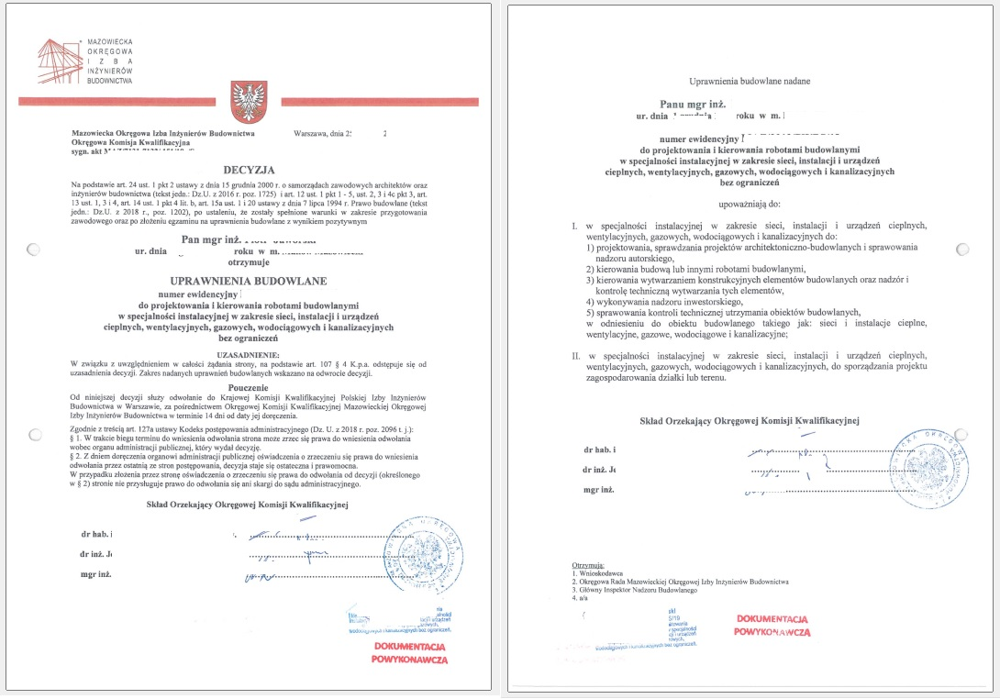 MAZOWIECKA
OKRĘGOWA
IZBA
INŻYNIERÓW
BUDOWNICTWA
Mazowiecka Okręgowa Izba Inżynierów Budownictwa
Okręgowa Komisja Kwalifikacyjna
sygn. akt
Warszawa, dnia 2
DECYZJA
Na podstawie art. 24 ust. 1 pkt 2 ustawy z dnia 15 grudnia 2000 r. o samorządach zawodowych architektów oraz
inżynierów budownictwa (tekst jedn.: Dz.U. z 2016 r. poz. 1725) i art. 12 ust. 1 pkt 1 - 5, ust. 2, 3 i 4c pkt 3, art.
13 ust. 1, 3 i 4, art. 14 ust. 1 pkt 4 lit. b, art. 15a ust. 1 i 20 ustawy z dnia 7 lipca 1994 r. Prawo budowlane (tekst
jedn.: Dz.U. z 2018 r., poz. 1202), po ustaleniu, że zostały spełnione warunki w zakresie przygotowania
zawodowego oraz po złożeniu egzaminu na uprawnienia budowlane z wynikiem pozytywnym
Pan mgr inż.
ur. dnia roku w m.
otrzymuje
UPRAWNIENIA BUDOWLANE
numer ewidencyjny
do projektowania i kierowania robotami budowlanymi
w specjalności instalacyjnej w zakresie sieci, instalacji i urządzeń
cieplnych, wentylacyjnych, gazowych, wodociągowych i kanalizacyjnych
bez ograniczeń
UZASADNIENIE:
W związku z uwzględnieniem w całości żądania strony, na podstawie art. 107 § 4 K.p.a. odstępuje się od
uzasadnienia decyzji. Zakres nadanych uprawnień budowlanych wskazano na odwrocie decyzji.
Pouczenie
Od niniejszej decyzji służy odwołanie do Krajowej Komisji Kwalifikacyjnej Polskiej Izby Inżynierów
Budownictwa w Warszawie, za pośrednictwem Okręgowej Komisji Kwalifikacyjnej Mazowieckiej Okręgowej
Izby Inżynierów Budownictwa w terminie 14 dni od daty jej doręczenia.
Zgodnie z treścią art. 127a ustawy Kodeks postępowania administracyjnego (Dz. U. z 2018 r. poz. 2096 t. j.):
§ 1. W trakcie biegu terminu do wniesienia odwołania strona może zrzec się prawa do wniesienia odwołania
wobec organu administracji publicznej, który wydał decyzję.
§ 2. Z dniem doręczenia organowi administracji publicznej oświadczenia o zrzeczeniu się prawa do wniesienia
odwołania przez ostatnią ze stron postępowania, decyzja staje się ostateczna i prawomocna.
W przypadku złożenia przez stronę oświadczenia o zrzeczeniu się prawa do odwołania od decyzji (określonego
w § 2) stronie nie przysługuje prawo do odwołania się ani skargi do sądu administracyjnego.
Skład Orzekający Okręgowej Komisji Kwalifikacyjnej
dr hab.
dr inż.
mgr inż.
wodociągowych i kanalizacyjnych bez ograniczeń.
DOKUMENTACJA
POWYKONAWCZA
Uprawnienia budowlane nadane
Panu mgr inż.
ur. dnia roku w m.
numer ewidencyjny
do projektowania i kierowania robotami budowlanymi
w specjalności instalacyjnej w zakresie sieci, instalacji i urządzeń
cieplnych, wentylacyjnych, gazowych, wodociągowych i kanalizacyjnych
bez ograniczeń
upoważniają do:
I. w specjalności instalacyjnej w zakresie sieci, instalacji i urządzeń cieplnych,
wentylacyjnych, gazowych, wodociągowych i kanalizacyjnych do:
1) projektowania, sprawdzania projektów architektoniczno-budowlanych i sprawowania
nadzoru autorskiego,
2) kierowania budową lub innymi robotami budowlanymi,
3) kierowania wytwarzaniem konstrukcyjnych elementów budowlanych oraz nadzór i
kontrolę techniczną wytwarzania tych elementów,
4) wykonywania nadzoru inwestorskiego,
5) sprawowania kontroli technicznej utrzymania obiektów budowlanych,
w odniesieniu do obiektu budowlanego takiego jak: sieci i instalacje cieplne,
wentylacyjne, gazowe, wodociągowe i kanalizacyjne;
II. w specjalności instalacyjnej w zakresie sieci, instalacji i urządzeń cieplnych,
wentylacyjnych, gazowych, wodociągowych i kanalizacyjnych, do sporządzania projektu
zagospodarowania działki lub terenu.
Skład Orzekający Okręgowej Komisji Kwalifikacyjnej
dr hab.
dr inż.
mgr inż.
Otrzymują:
1. Wnioskodawca
2. Okręgowa Rada Mazowieckiej Okręgowej Izby Inżynierów Budownictwa
3. Główny Inspektor Nadzoru Budowlanego
4. a/a
wodociągowych i kanalizacyjnych bez ograniczeń.
DOKUMENTACJA
POWYKONAWCZA